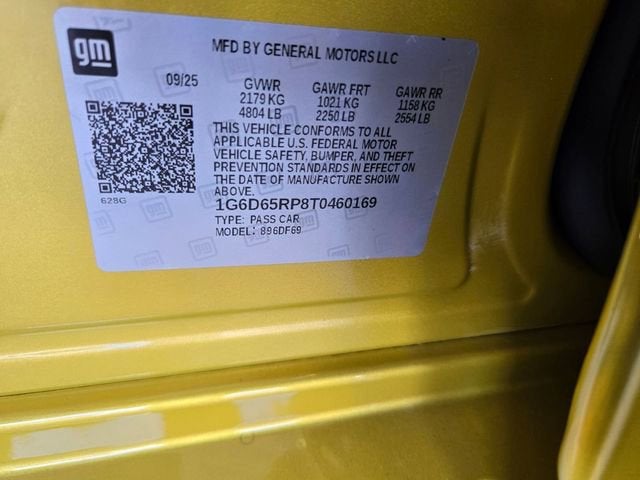 gm
MFD BY GENERAL MOTORS LLC
09/25 GVWR GAWR FRT GAWR RR
2179 KG 1021 KG 1158 KG
4804 LB 2250 LB 2554 LB
THIS VEHICLE CONFORMS TO ALL
APPLICABLE U.S. FEDERAL MOTOR
VEHICLE SAFETY, BUMPER, AND THEFT
PREVENTION STANDARDS IN EFFECT ON
THE DATE OF MANUFACTURE SHOWN
ABOVE.
628G
1G6D65RP8T0460169
TYPE: PASS CAR
MODEL: 896DF69